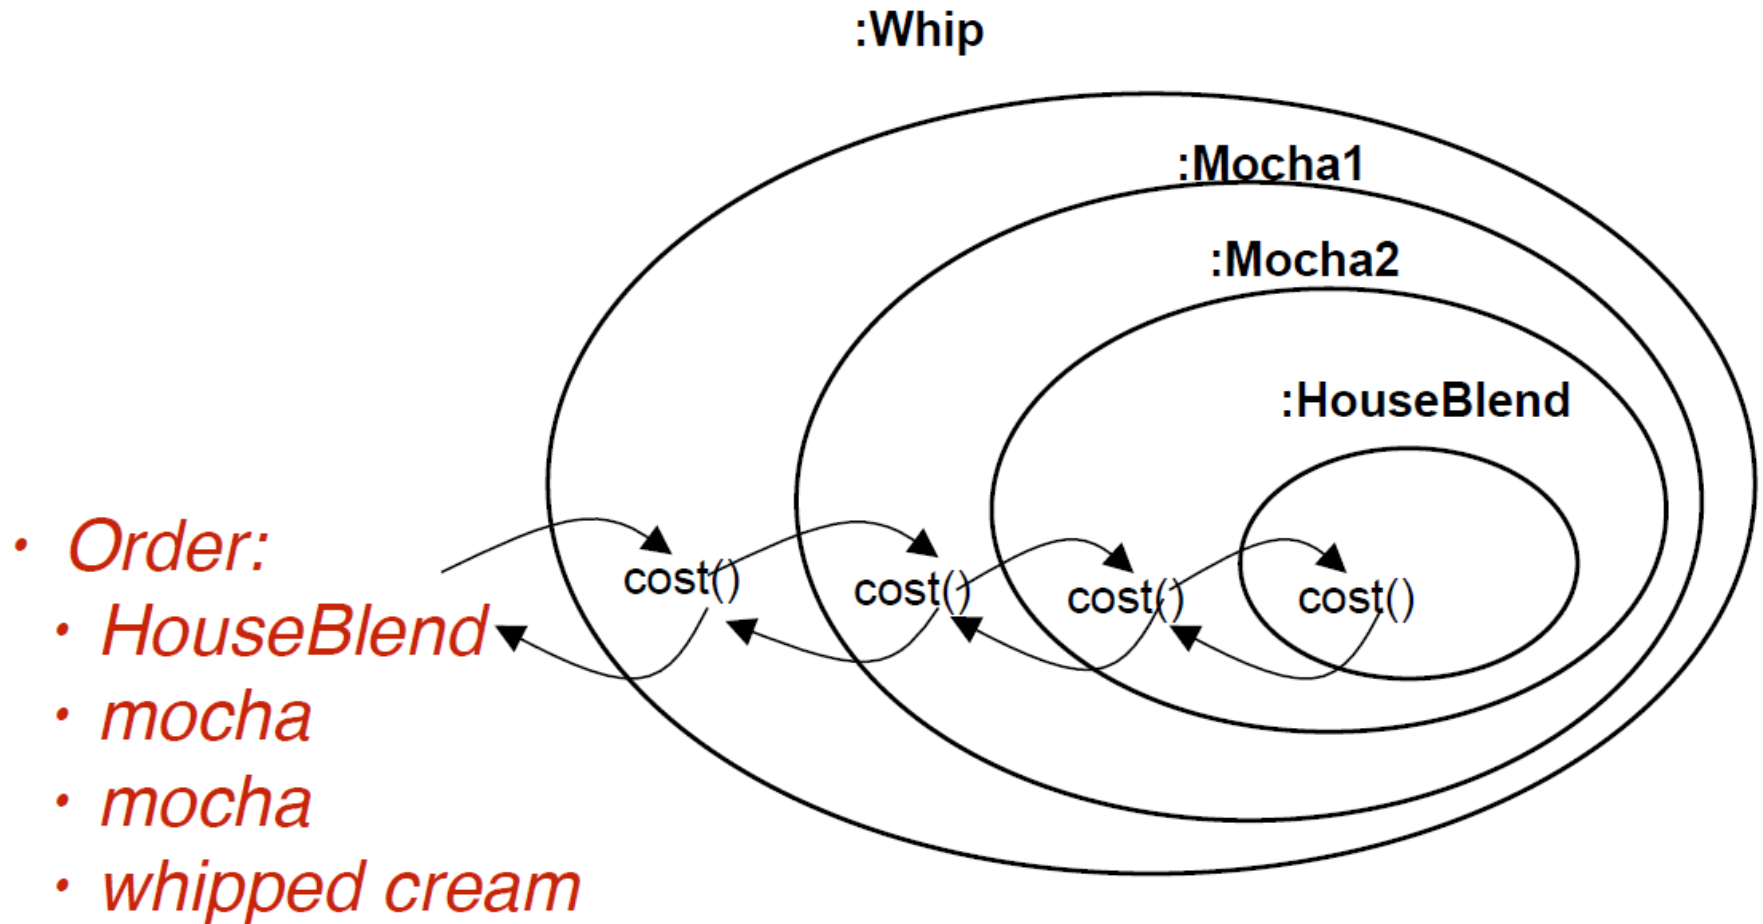 :Whip
:Mocha1
:Mocha2
:HouseBlend
cost() cost() cost() cost()
• Order:
• HouseBlend
• mocha
• mocha
• whipped cream